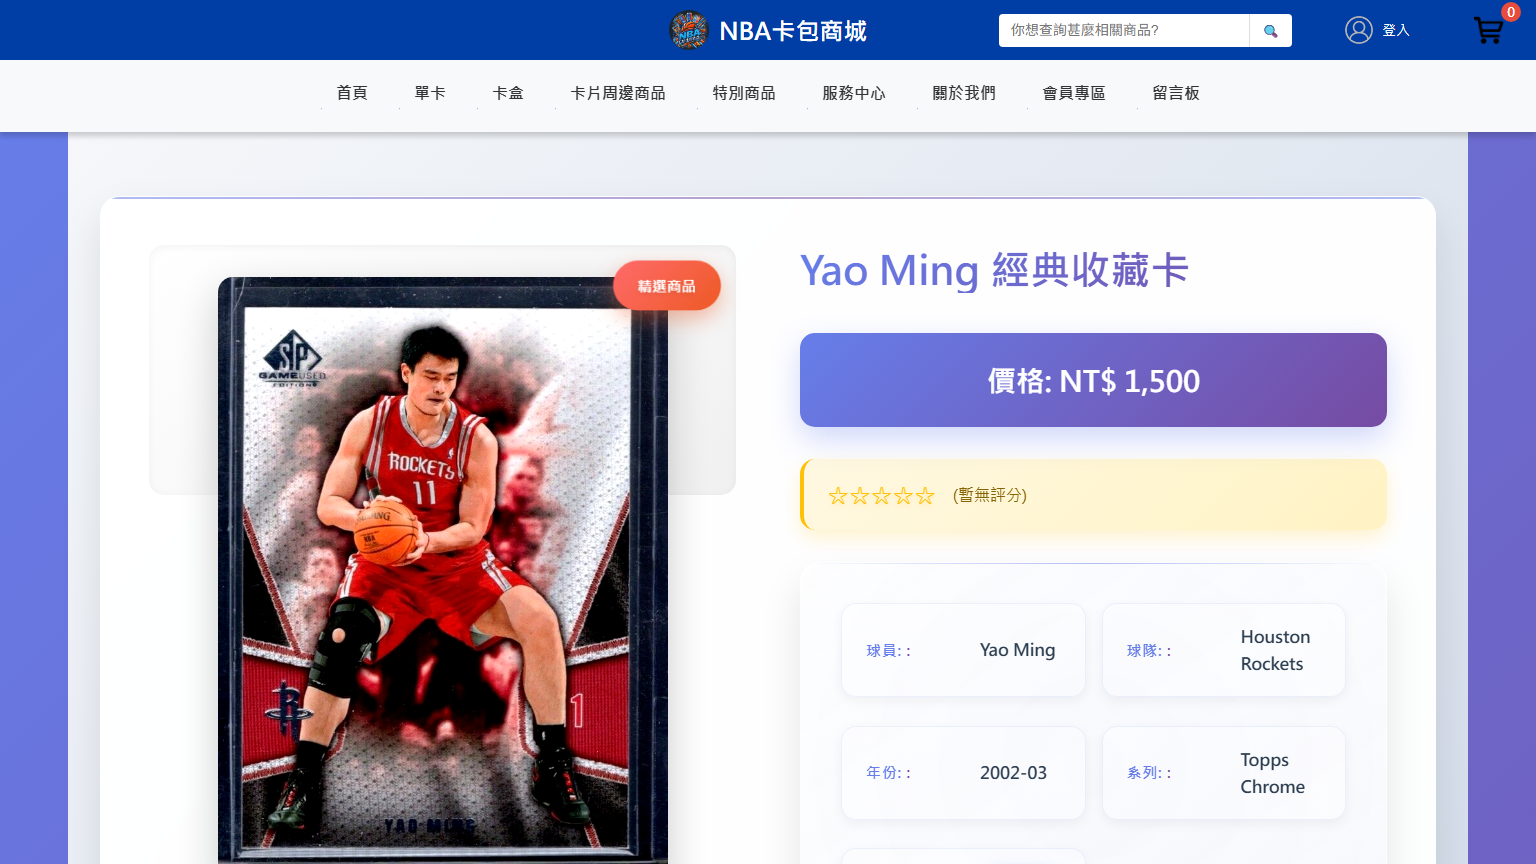 NBA卡包商城
你想查詢甚麼相關商品?
登入
0
首頁
單卡
卡盒
卡片周邊商品
特別商品
服務中心
關於我們
會員專區
留言板
精選商品
SP
GAMEUSED
EDITION
ROCKETS
11
YAO MING
Yao Ming 經典收藏卡
價格: NT$ 1,500
☆☆☆☆☆ (暫無評分)
球員: : Yao Ming
球隊: : Houston
Rockets
年份: : 2002-03
系列: : Topps
Chrome